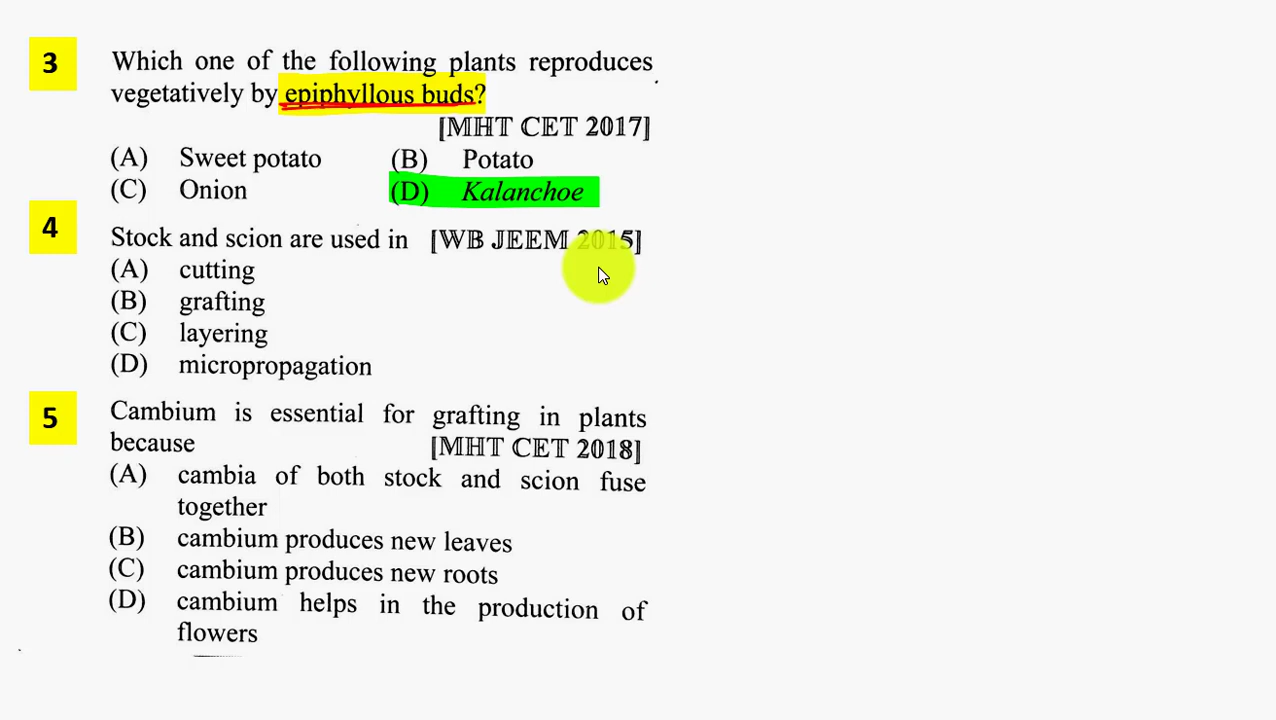 3 Which one of the following plants reproduces
vegetatively by epiphyllous buds?
[MHT CET 2017]
(A) Sweet potato (B) Potato
(C) Onion (D) Kalanchoe
4 Stock and scion are used in [WB JEEM 2015]
(A) cutting
(B) grafting
(C) layering
(D) micropropagation
5 Cambium is essential for grafting in plants
because [MHT CET 2018]
(A) cambia of both stock and scion fuse
together
(B) cambium produces new leaves
(C) cambium produces new roots
(D) cambium helps in the production of
flowers